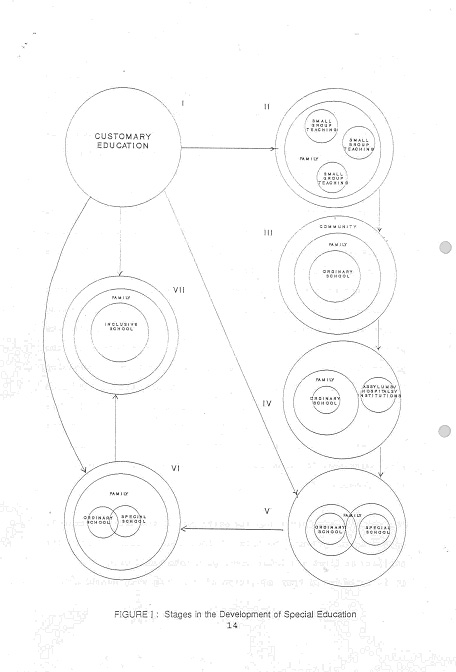 I
CUSTOMARY
EDUCATION
II
SMALL
GROUP
TEACHING
SMALL
GROUP
TEACHING
FAMILY
SMALL
GROUP
TEACHING
III
COMMUNITY
FAMILY
ORDINARY
SCHOOL
VII
FAMILY
INCLUSIVE
SCHOOL
IV
FAMILY
ORDINARY
SCHOOL
ASYLUMS/
HOSPITALS/
INSTITUTIONS
VI
FAMILY
ORDINARY
SCHOOL
SPECIAL
SCHOOL
V
FAMILY
ORDINARY
SCHOOL
SPECIAL
SCHOOL
FIGURE I : Stages in the Development of Special Education
14